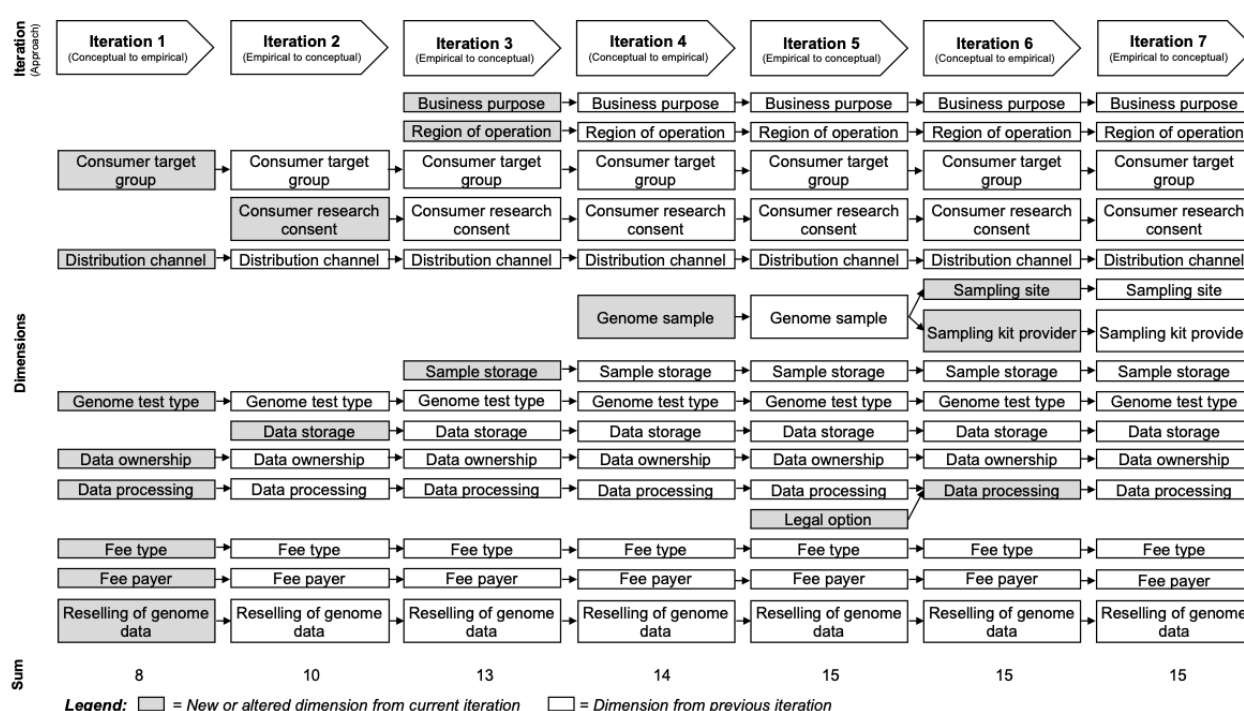 Iteration
(Approach)
Iteration 1
(Conceptual to empirical)
Iteration 2
(Empirical to conceptual)
Iteration 3
(Empirical to conceptual)
Iteration 4
(Conceptual to empirical)
Iteration 5
(Empirical to conceptual)
Iteration 6
(Conceptual to empirical)
Iteration 7
(Empirical to conceptual)
Dimensions
Business purpose
Business purpose
Business purpose
Business purpose
Business purpose
Region of operation
Region of operation
Region of operation
Region of operation
Region of operation
Consumer target
group
Consumer target
group
Consumer target
group
Consumer target
group
Consumer target
group
Consumer target
group
Consumer target
group
Consumer research
consent
Consumer research
consent
Consumer research
consent
Consumer research
consent
Consumer research
consent
Consumer research
consent
Distribution channel
Distribution channel
Distribution channel
Distribution channel
Distribution channel
Distribution channel
Distribution channel
Sampling site
Sampling site
Genome sample
Genome sample
Sampling kit provider
Sampling kit provide
Sample storage
Sample storage
Sample storage
Sample storage
Sample storage
Genome test type
Genome test type
Genome test type
Genome test type
Genome test type
Genome test type
Genome test type
Data storage
Data storage
Data storage
Data storage
Data storage
Data storage
Data ownership
Data ownership
Data ownership
Data ownership
Data ownership
Data ownership
Data ownership
Data processing
Data processing
Data processing
Data processing
Data processing
Data processing
Data processing
Legal option
Fee type
Fee type
Fee type
Fee type
Fee type
Fee type
Fee type
Fee payer
Fee payer
Fee payer
Fee payer
Fee payer
Fee payer
Fee payer
Reselling of genome
data
Reselling of genome
data
Reselling of genome
data
Reselling of genome
data
Reselling of genome
data
Reselling of genome
data
Reselling of genome
data
Sum
8
10
13
14
15
15
15
Legend: = New or altered dimension from current iteration = Dimension from previous iteration